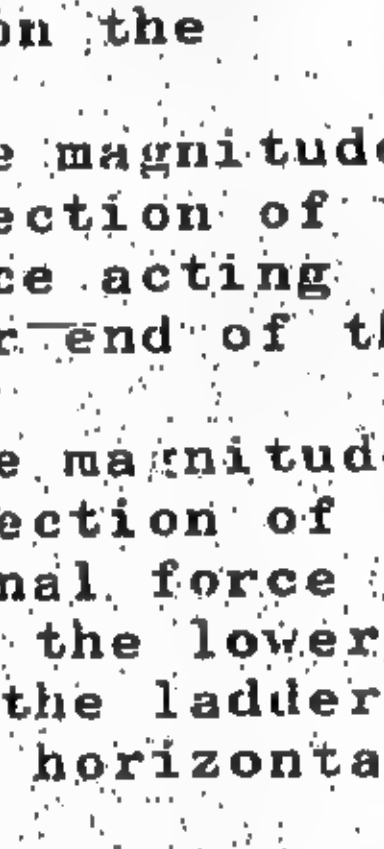 on the
e magnitude
ection of
ce acting
r end of th
e magnitud
ection of
nal force
the lower
the ladder
horizonta